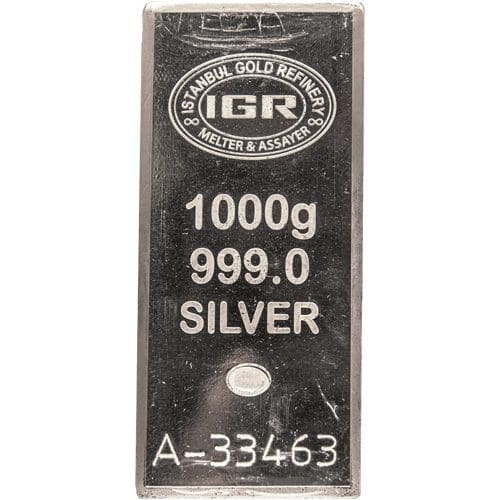 ISTANBUL GOLD REFINERY
IGR
MELTER & ASSAYER
1000g
999.0
SILVER
A-33463